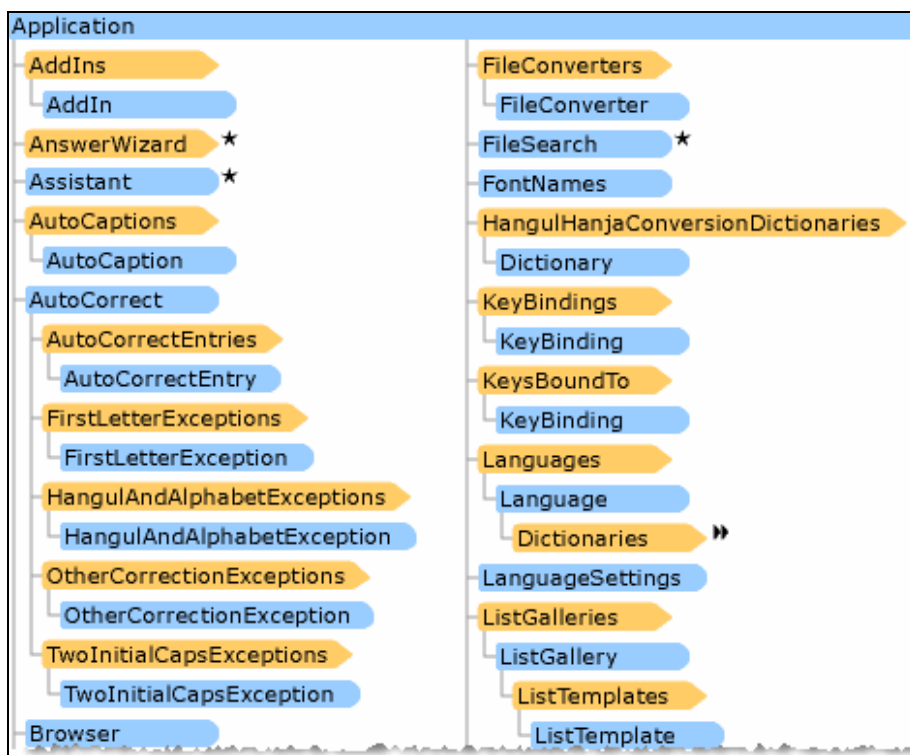 Application
AddIns
AddIn
AnswerWizard
Assistant
AutoCaptions
AutoCaption
AutoCorrect
AutoCorrectEntries
AutoCorrectEntry
FirstLetterExceptions
FirstLetterException
HangulAndAlphabetExceptions
HangulAndAlphabetException
OtherCorrectionExceptions
OtherCorrectionException
TwoInitialCapsExceptions
TwoInitialCapsException
Browser
FileConverters
FileConverter
FileSearch
FontNames
HangulHanjaConversionDictionaries
Dictionary
KeyBindings
KeyBinding
KeysBoundTo
KeyBinding
Languages
Language
Dictionaries
LanguageSettings
ListGalleries
ListGallery
ListTemplates
ListTemplate